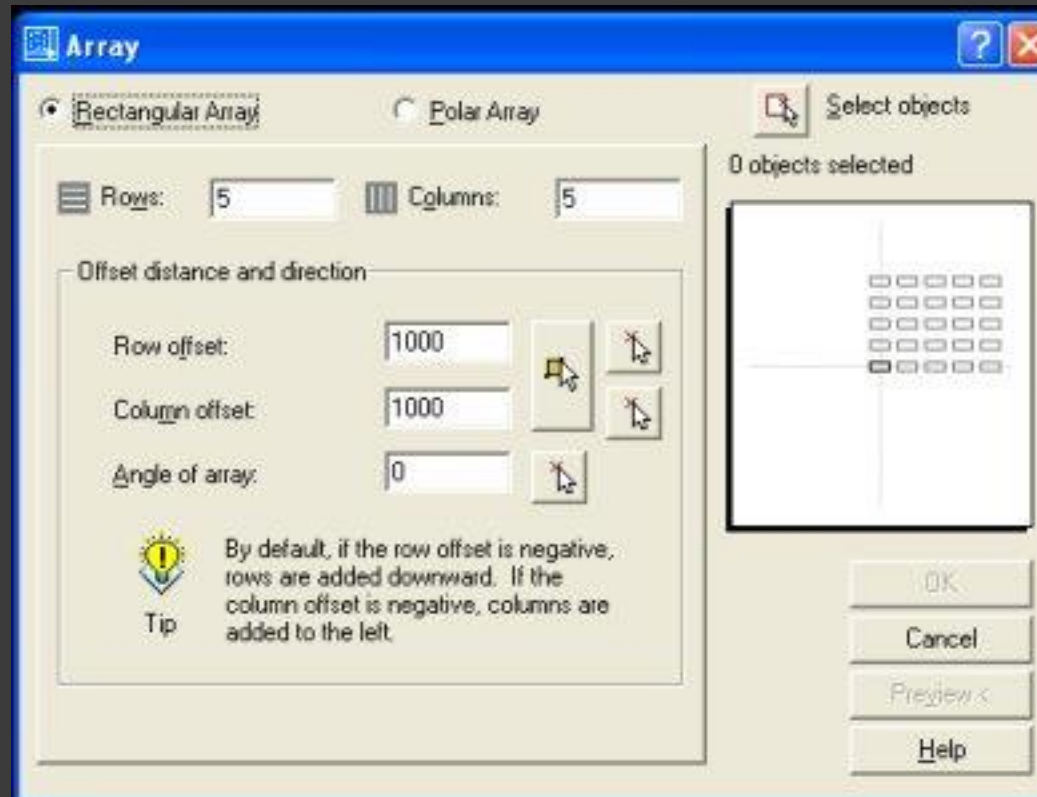 Array
Rectangular Array
Polar Array
Select objects
0 objects selected
Rows:
5
Columns:
5
Offset distance and direction
Row offset:
1000
Column offset:
1000
Angle of array:
0
Tip
By default, if the row offset is negative,
rows are added downward. If the
column offset is negative, columns are
added to the left.
OK
Cancel
Preview <
Help